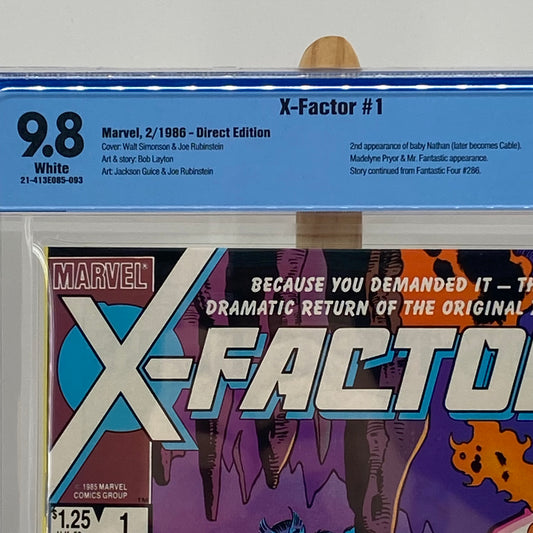 X-Factor #1
9.8
White
21-413E085-093
Marvel, 2/1986 - Direct Edition
Cover: Walt Simonson & Joe Rubinstein
Art & story: Bob Layton
Art: Jackson Guice & Joe Rubinstein
2nd appearance of baby Nathan (later becomes Cable).
Madelyne Pryor & Mr. Fantastic appearance.
Story continued from Fantastic Four #286.
MARVEL®
BECAUSE YOU DEMANDED IT — TH
DRAMATIC RETURN OF THE ORIGINAL
X-FACTOR
© 1985 MARVEL
COMICS GROUP
TM
$1.25 1